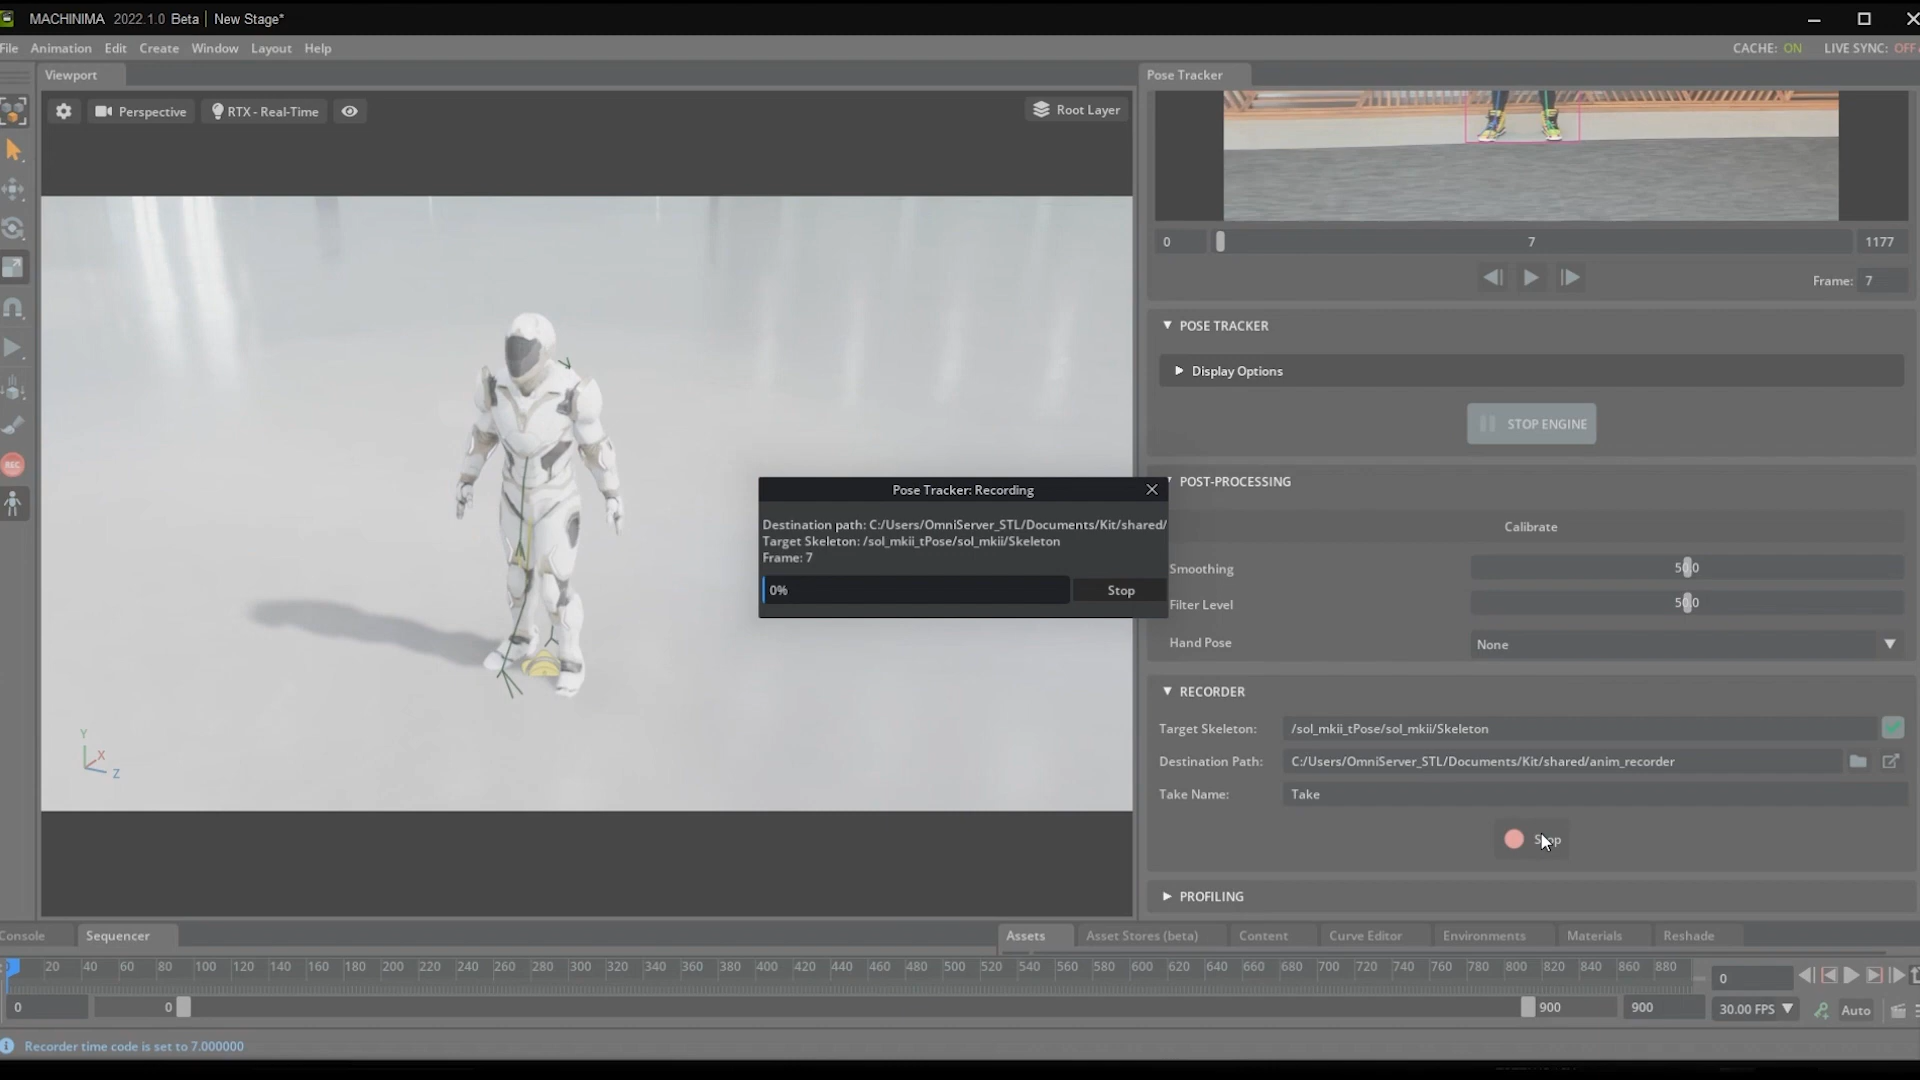 MACHINIMA 2022.1.0 Beta New Stage*
File Animation Edit Create Window Layout Help
CACHE: ON LIVE SYNC: OFF
Viewport
Perspective
RTX - Real-Time
Root Layer
Y
X
Z
Pose Tracker
0 7 1177
Frame: 7
POSE TRACKER
Display Options
STOP ENGINE
POST-PROCESSING
Calibrate
Smoothing 50.0
Filter Level 50.0
Hand Pose None
RECORDER
Target Skeleton: /sol_mkii_tPose/sol_mkii/Skeleton
Destination Path: C:/Users/OmniServer_STL/Documents/Kit/shared/anim_recorder
Take Name: Take
Stop
PROFILING
REC
Pose Tracker: Recording
Destination path: C:/Users/OmniServer_STL/Documents/Kit/shared/
Target Skeleton: /sol_mkii_tPose/sol_mkii/Skeleton
Frame: 7
0% Stop
Console Sequencer
Assets Asset Stores (beta) Content Curve Editor Environments Materials Reshade
20 40 60 80 100 120 140 160 180 200 220 240 260 280 300 320 340 360 380 400 420 440 460 480 500 520 540 560 580 600 620 640 660 680 700 720 740 760 780 800 820 840 860 880
0
0 0 900 900 30.00 FPS Auto
Recorder time code is set to 7.000000